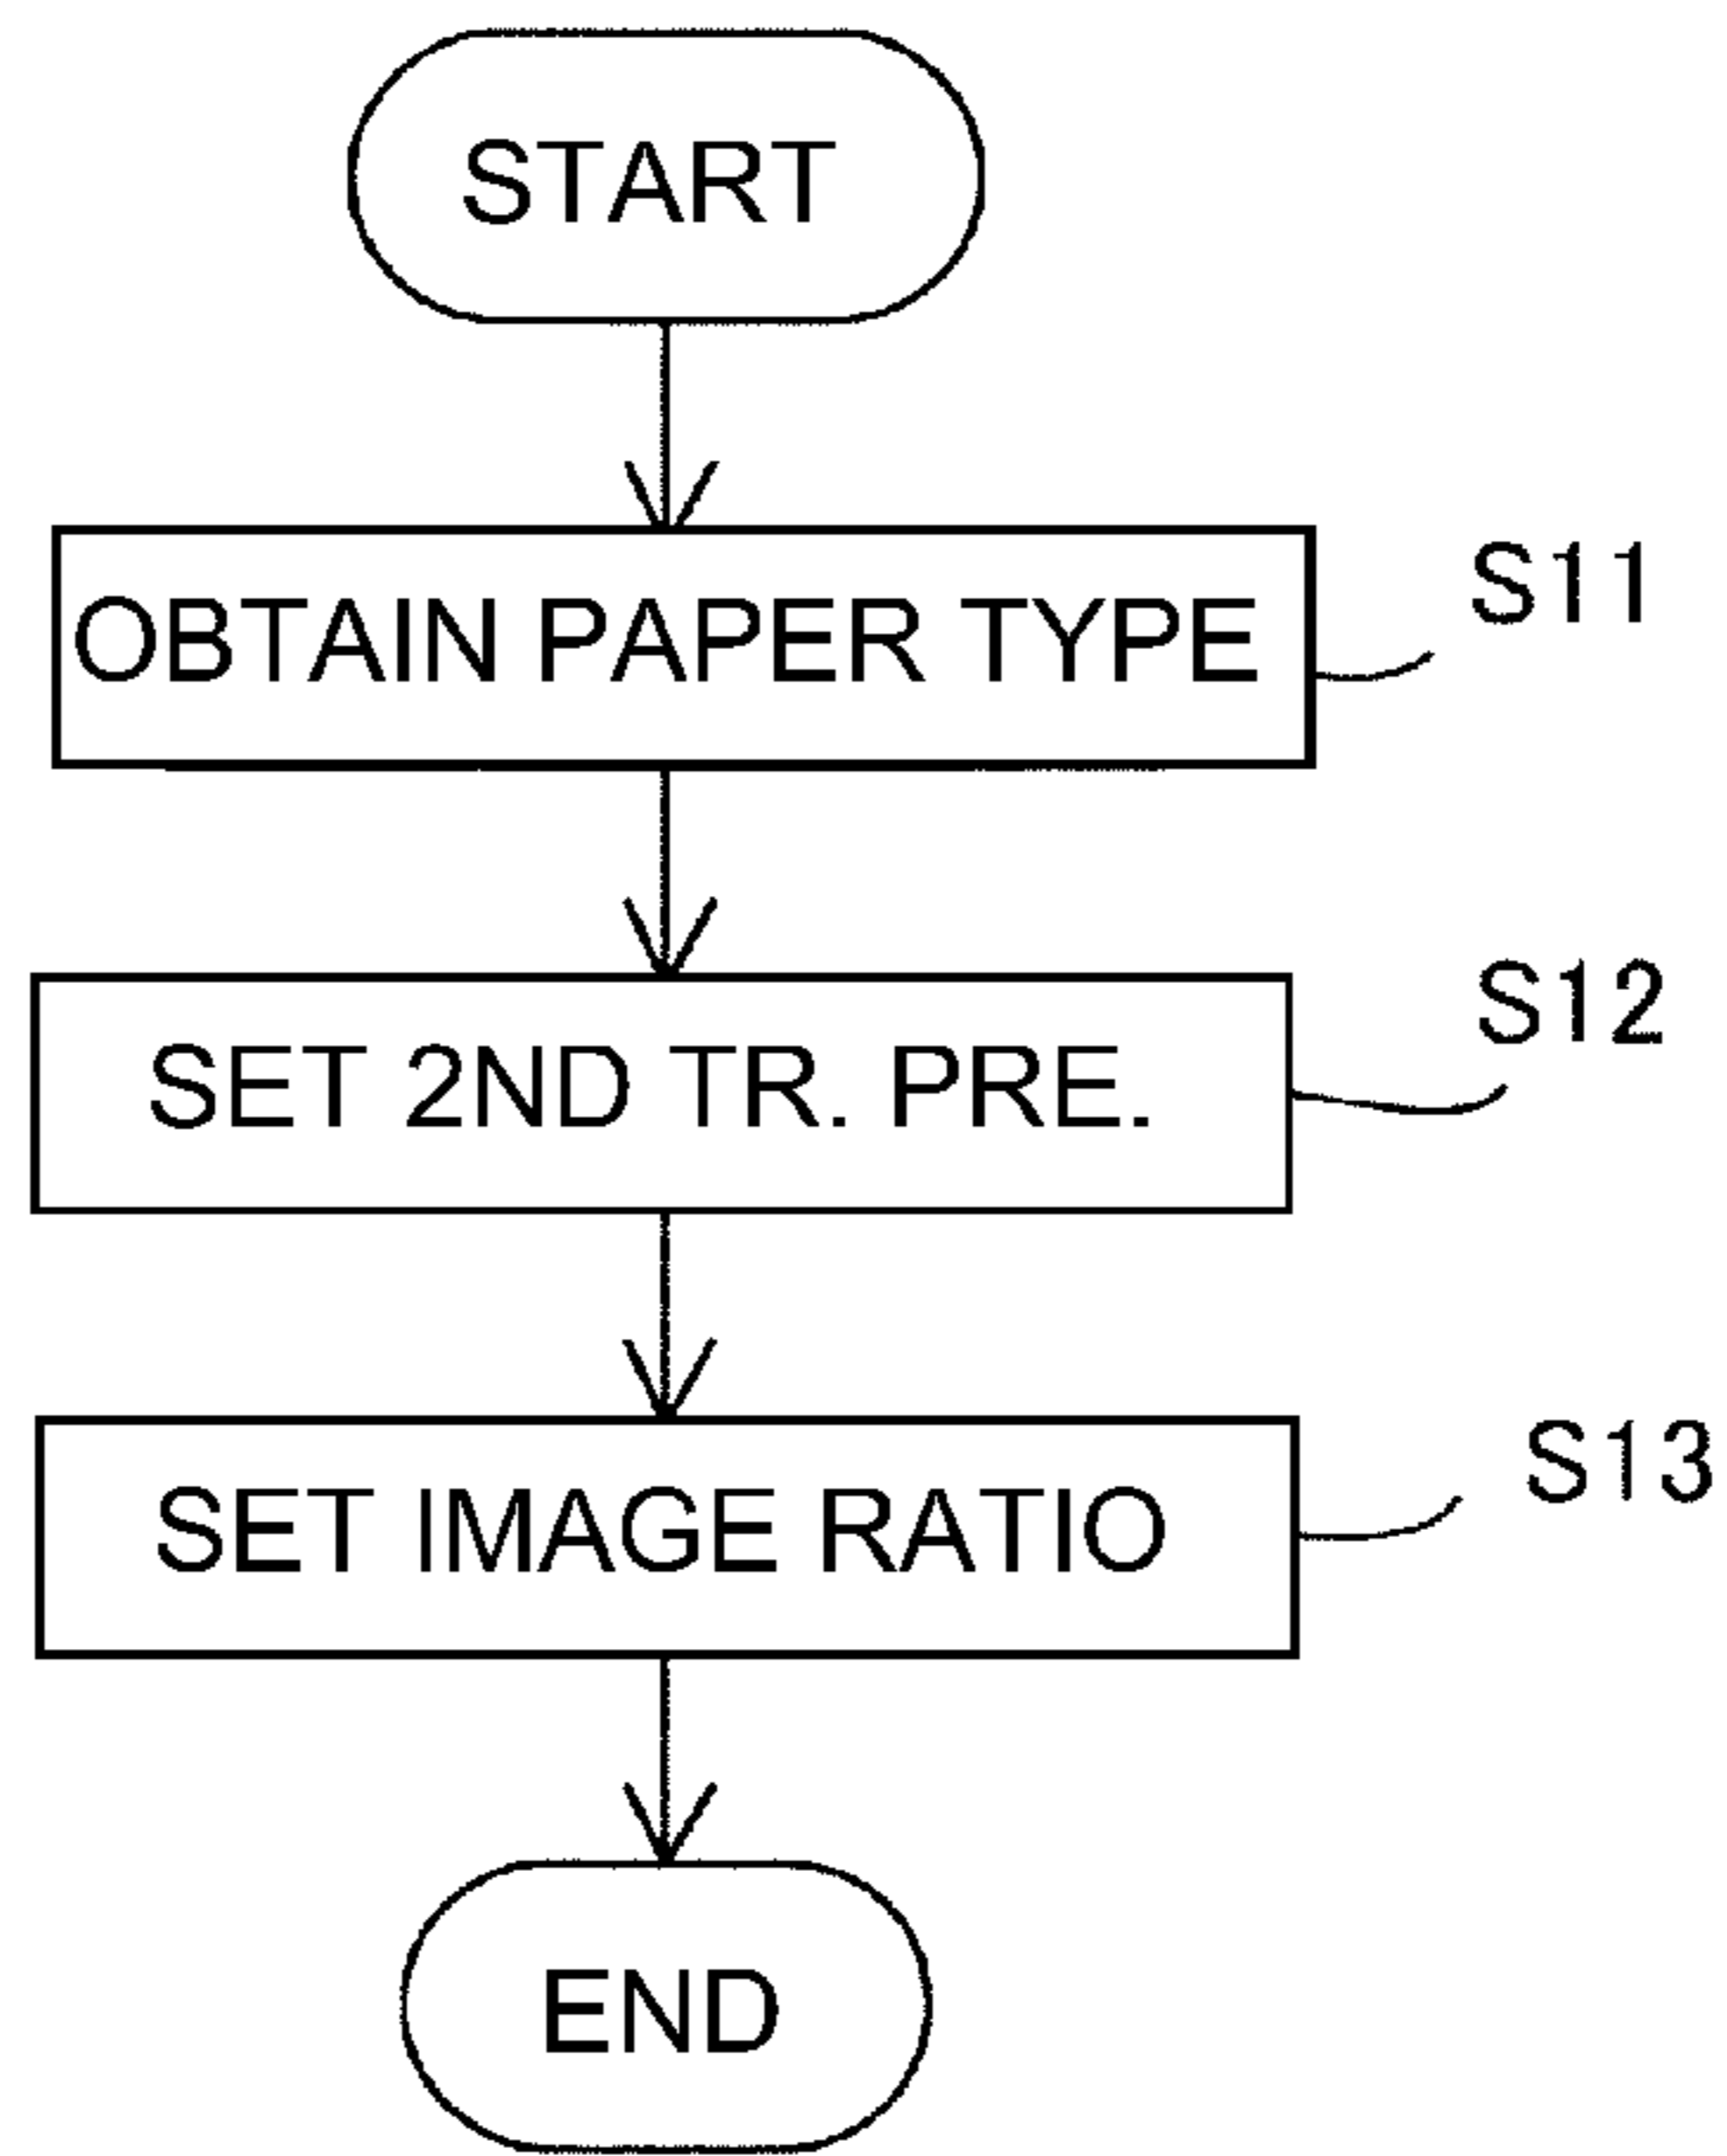 START
OBTAIN PAPER TYPE
S11
SET 2ND TR. PRE.
S12
SET IMAGE RATIO
S13
END